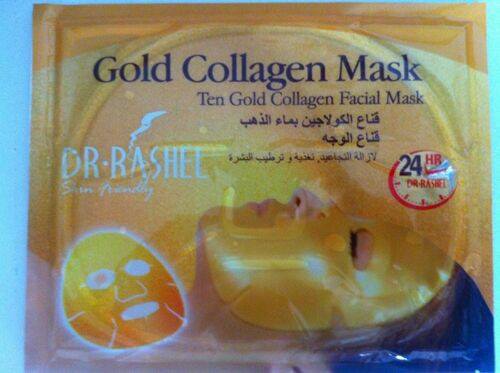 Gold Collagen Mask
Ten Gold Collagen Facial Mask
قناع الكولاجين بماء الذهب
قناع الوجه
لازالة التجاعيد, تغذية و ترطيب البشرة
DR·RASHEL
Skin Friendly
24 HR
DR·RASHEL